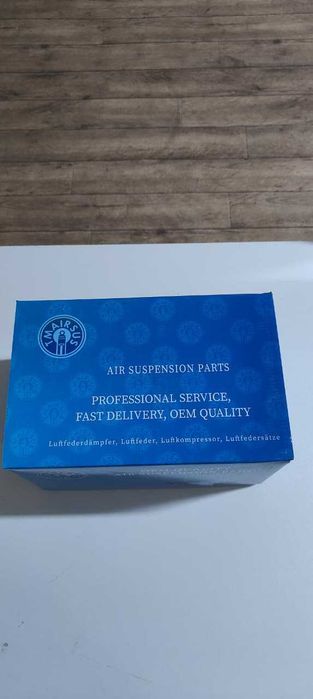 TMAIRSUS
AIR SUSPENSION PARTS
PROFESSIONAL SERVICE,
FAST DELIVERY, OEM QUALITY
Luftfederdämpfer, Luftfeder, Luftkompressor, Luftfedersätze